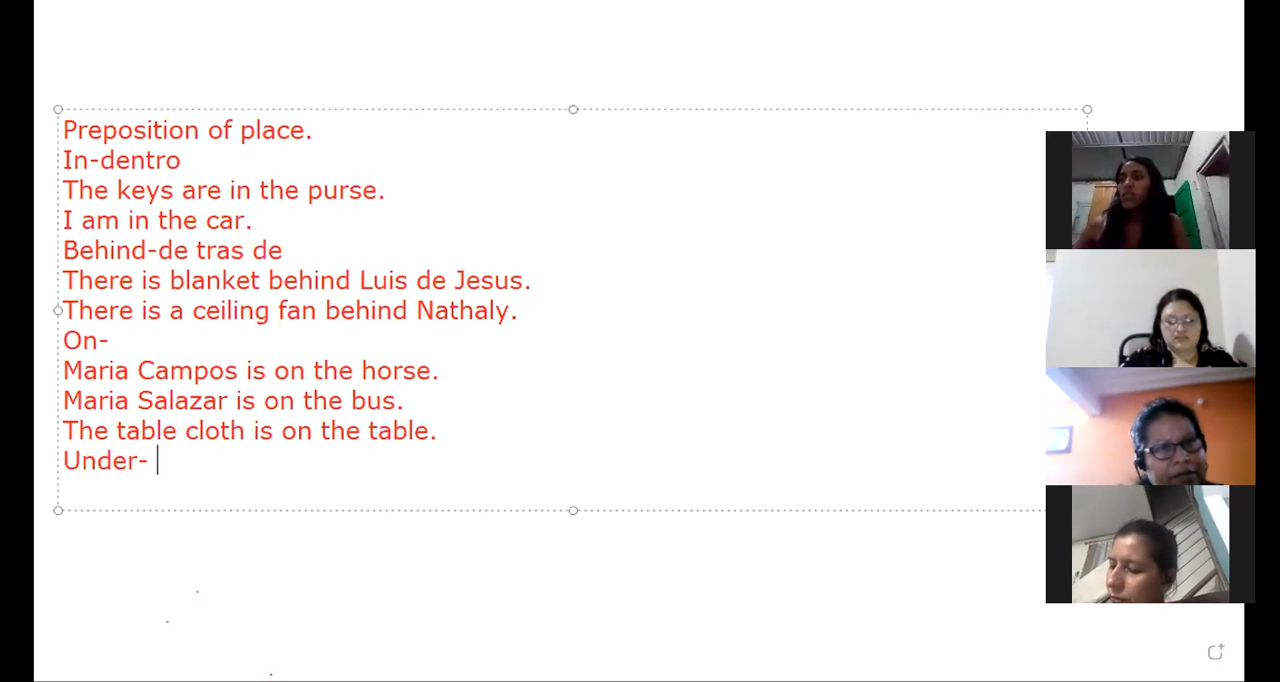 Preposition of place.
In-dentro
The keys are in the purse.
I am in the car.
Behind-de tras de
There is blanket behind Luis de Jesus.
There is a ceiling fan behind Nathaly.
On-
Maria Campos is on the horse.
Maria Salazar is on the bus.
The table cloth is on the table.
Under-